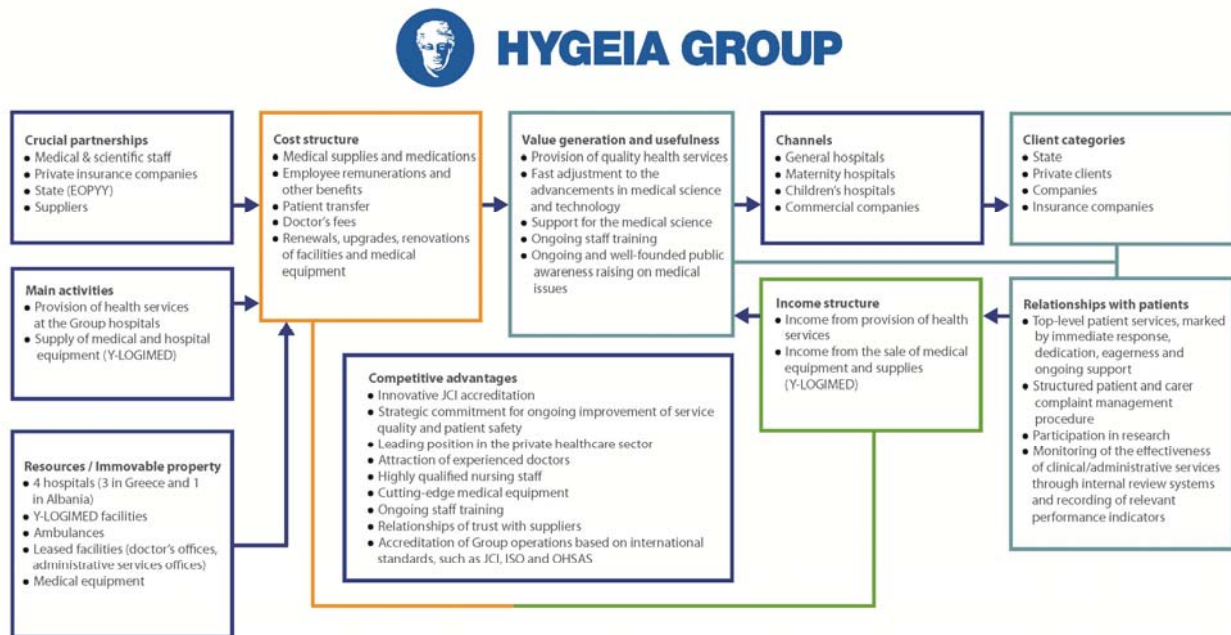 HYGEIA GROUP
Crucial partnerships
● Medical & scientific staff
● Private insurance companies
● State (EOPYY)
● Suppliers
Cost structure
● Medical supplies and medications
● Employee remunerations and
other benefits
● Patient transfer
● Doctor's fees
● Renewals, upgrades, renovations
of facilities and medical
equipment
Value generation and usefulness
● Provision of quality health services
● Fast adjustment to the
advancements in medical science
and technology
● Support for the medical science
● Ongoing staff training
● Ongoing and well-founded public
awareness raising on medical
issues
Channels
● General hospitals
● Maternity hospitals
● Children's hospitals
● Commercial companies
Client categories
● State
● Private clients
● Companies
● Insurance companies
Main activities
● Provision of health services
at the Group hospitals
● Supply of medical and hospital
equipment (Y-LOGIMED)
Income structure
● Income from provision of health
services
● Income from the sale of medical
equipment and supplies
(Y-LOGIMED)
Relationships with patients
● Top-level patient services, marked
by immediate response,
dedication, eagerness and
ongoing support
● Structured patient and carer
complaint management
procedure
● Participation in research
● Monitoring of the effectiveness
of clinical/administrative services
through internal review systems
and recording of relevant
performance indicators
Competitive advantages
● Innovative JCI accreditation
● Strategic commitment for ongoing improvement of service
quality and patient safety
● Leading position in the private healthcare sector
● Attraction of experienced doctors
● Highly qualified nursing staff
● Cutting-edge medical equipment
● Ongoing staff training
● Relationships of trust with suppliers
● Accreditation of Group operations based on international
standards, such as JCI, ISO and OHSAS
Resources / Immovable property
● 4 hospitals (3 in Greece and 1
in Albania)
● Y-LOGIMED facilities
● Ambulances
● Leased facilities (doctor's offices,
administrative services offices)
● Medical equipment